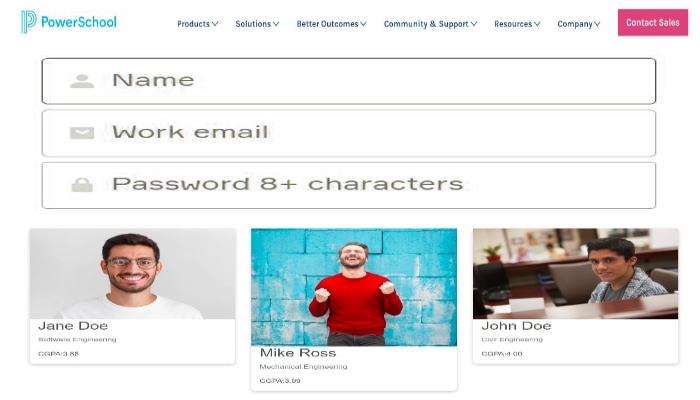 PowerSchool
Products Solutions Better Outcomes Community & Support Resources Company Contact Sales
Name
Work email
Password 8+ characters
Jane Doe
Software Engineering
CGPA:3.88
Mike Ross
Mechanical Engineering
CGPA:3.99
John Doe
Civil Engineering
CGPA:4.00